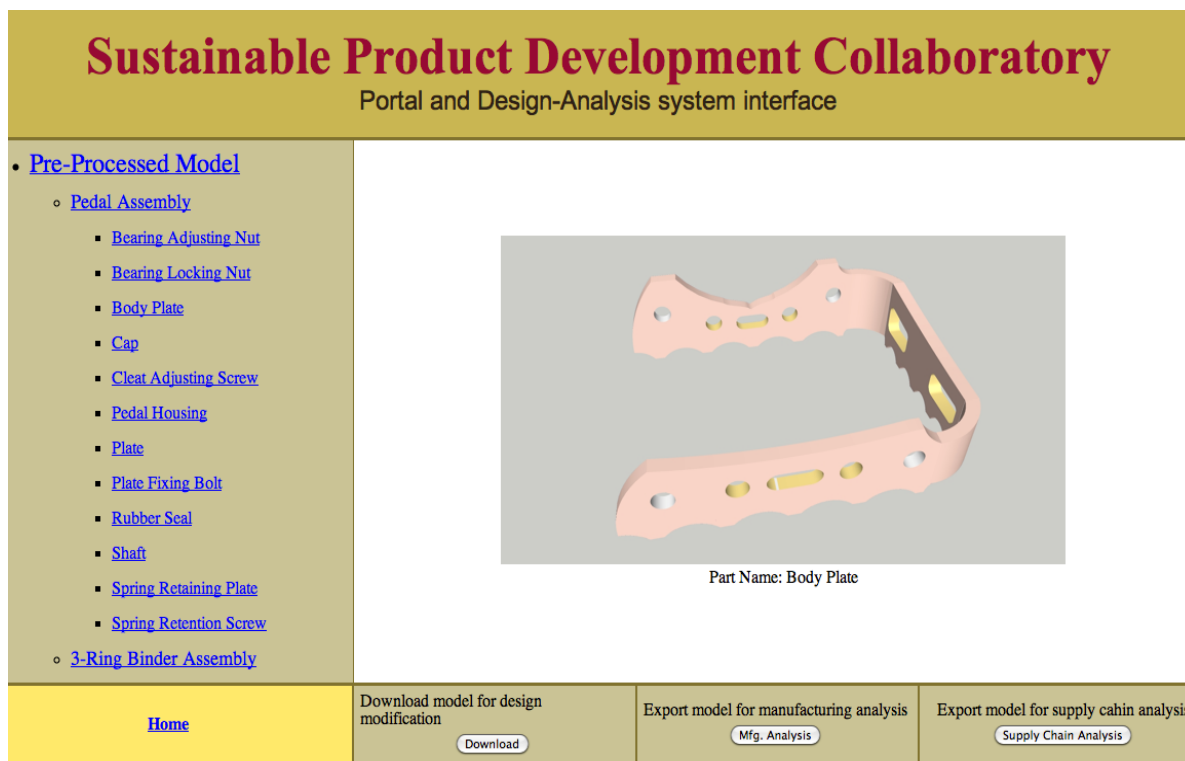 Sustainable Product Development Collaboratory
Portal and Design-Analysis system interface
Pre-Processed Model
Pedal Assembly
Bearing Adjusting Nut
Bearing Locking Nut
Body Plate
Cap
Cleat Adjusting Screw
Pedal Housing
Plate
Plate Fixing Bolt
Rubber Seal
Shaft
Spring Retaining Plate
Spring Retention Screw
3-Ring Binder Assembly
Part Name: Body Plate
Home
Download model for design
modification
Download
Export model for manufacturing analysis
Mfg. Analysis
Export model for supply cahin analysis
Supply Chain Analysis